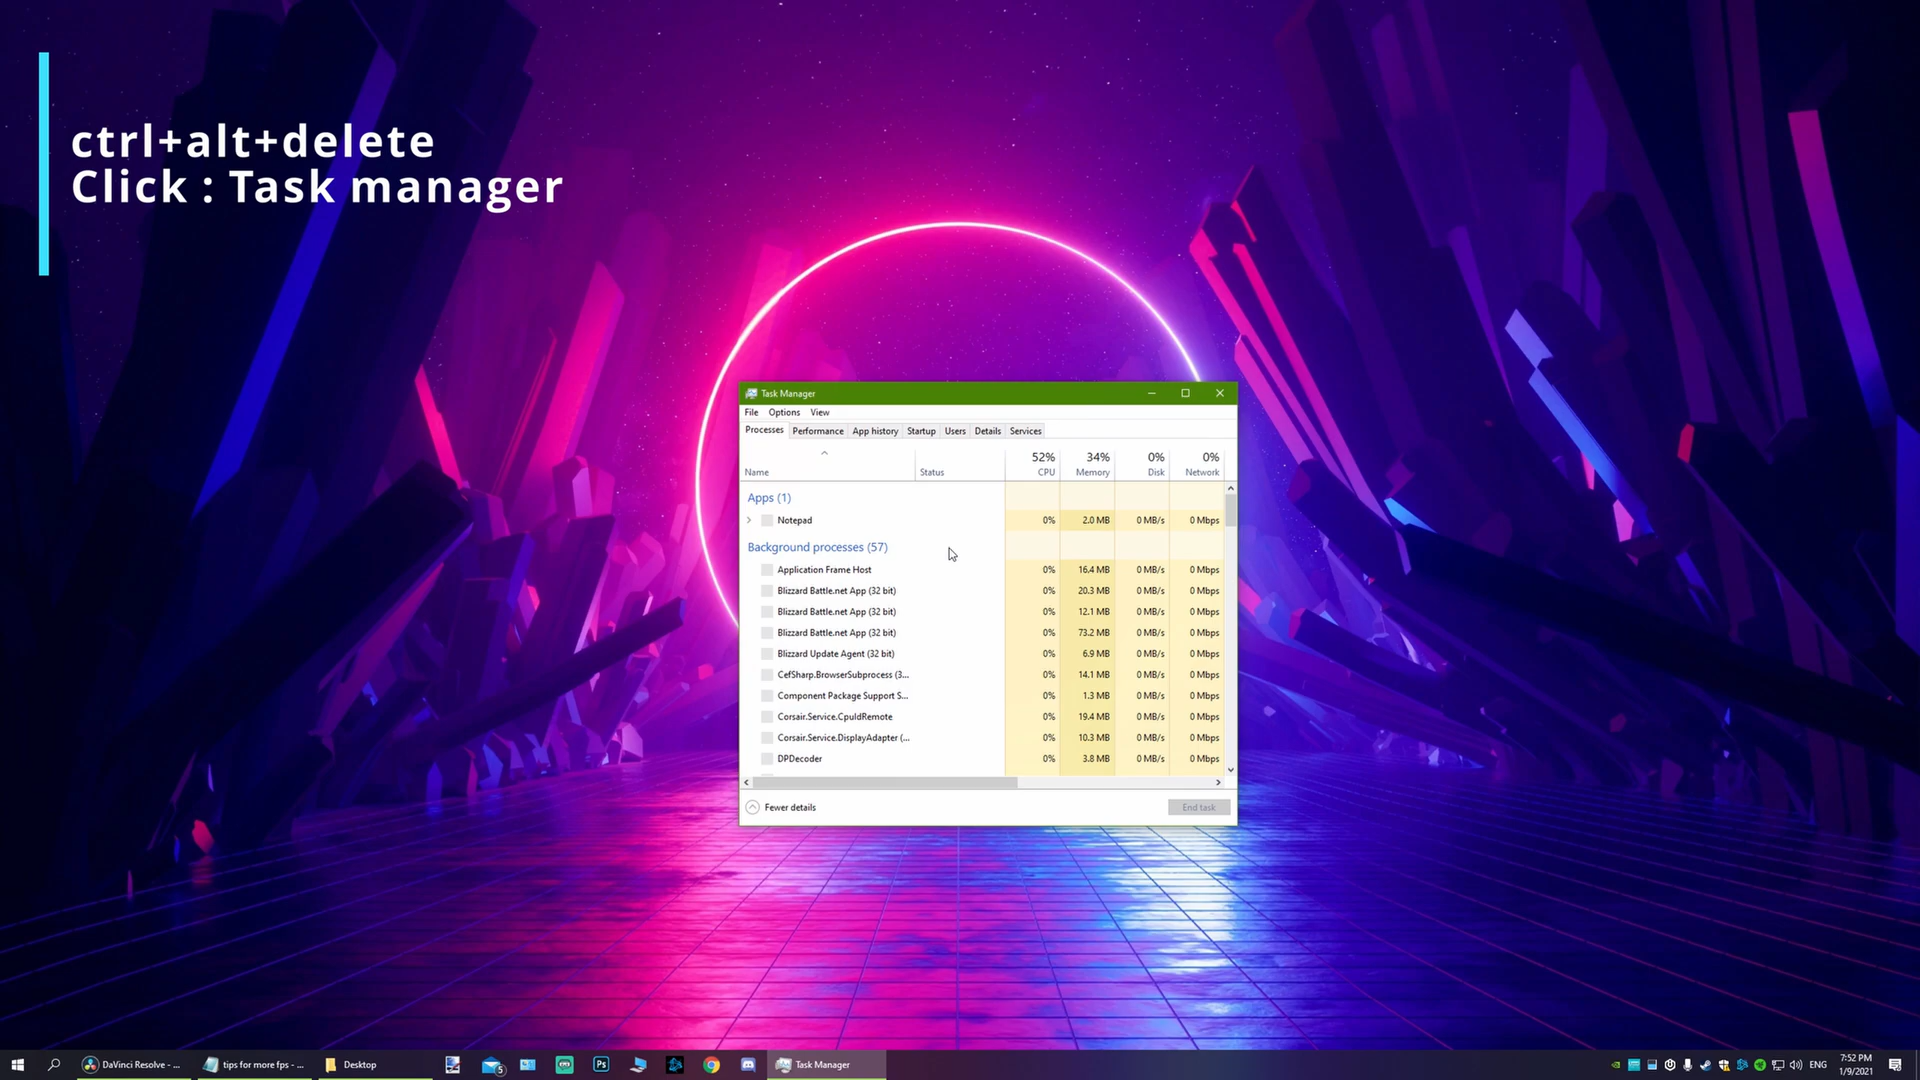 ctrl+alt+delete
Click : Task manager
Task Manager
File Options View
Processes Performance App history Startup Users Details Services
52% 34% 0% 0%
Name Status CPU Memory Disk Network
Apps (1)
Notepad 0% 2.0 MB 0 MB/s 0 Mbps
Background processes (57)
Application Frame Host 0% 16.4 MB 0 MB/s 0 Mbps
Blizzard Battle.net App (32 bit) 0% 20.3 MB 0 MB/s 0 Mbps
Blizzard Battle.net App (32 bit) 0% 12.1 MB 0 MB/s 0 Mbps
Blizzard Battle.net App (32 bit) 0% 73.2 MB 0 MB/s 0 Mbps
Blizzard Update Agent (32 bit) 0% 6.9 MB 0 MB/s 0 Mbps
CefSharp.BrowserSubprocess (3... 0% 14.1 MB 0 MB/s 0 Mbps
Component Package Support S... 0% 1.3 MB 0 MB/s 0 Mbps
Corsair.Service.CpuIdRemote 0% 19.4 MB 0 MB/s 0 Mbps
Corsair.Service.DisplayAdapter (... 0% 10.3 MB 0 MB/s 0 Mbps
DPDecoder 0% 3.8 MB 0 MB/s 0 Mbps
Fewer details End task
DaVinci Resolve - ... tips for more fps - ... Desktop 5 Ps Task Manager ENG 7:52 PM
1/9/2021